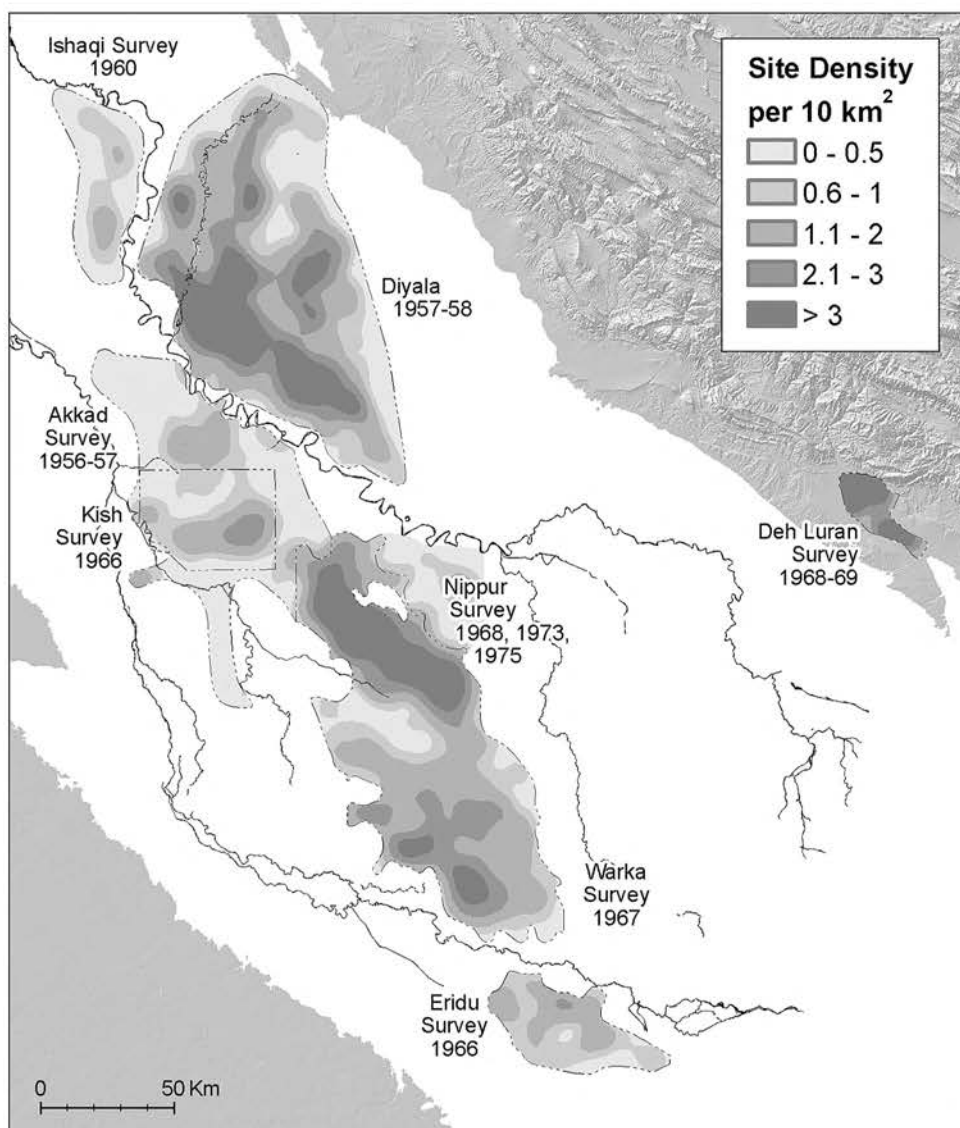 Ishaqi Survey
1960
Site Density
per 10 km²
0 - 0.5
0.6 - 1
1.1 - 2
2.1 - 3
> 3
Diyala
1957-58
Akkad
Survey
1956-57
Kish
Survey
1966
Deh Luran
Survey
1968-69
Nippur
Survey
1968, 1973,
1975
Warka
Survey
1967
Eridu
Survey
1966
0 50 Km